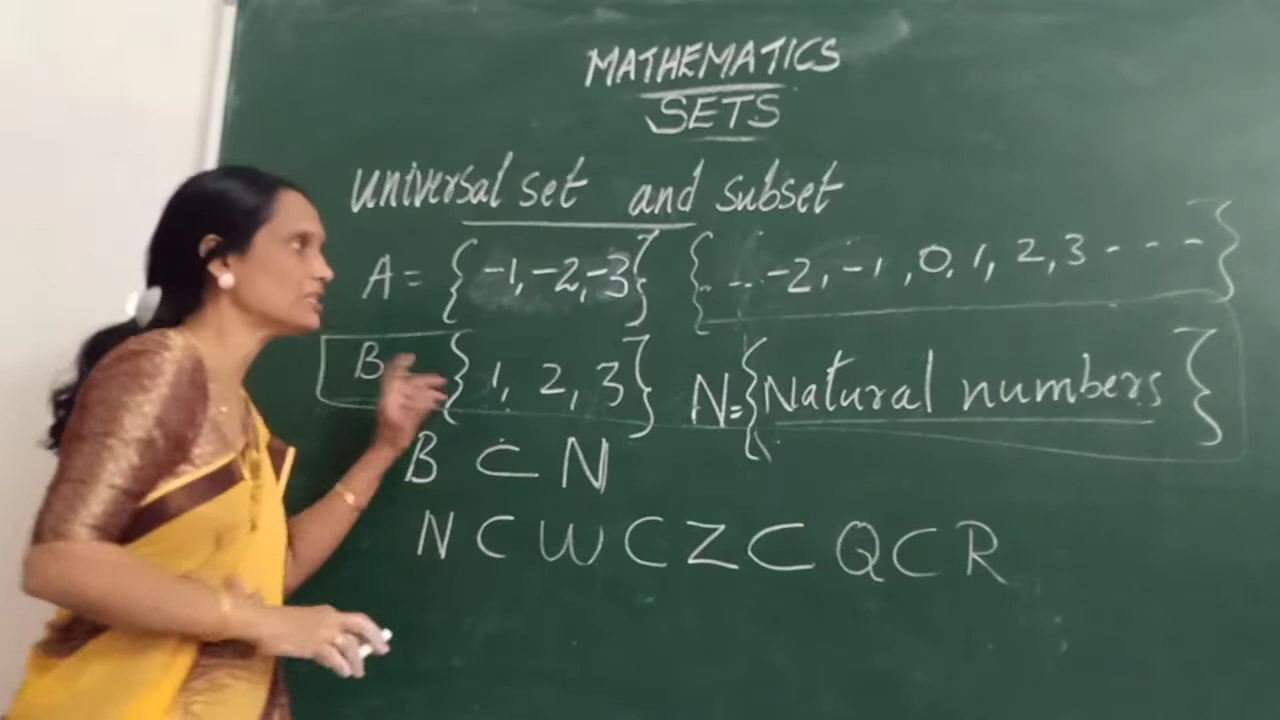 MATHEMATICS
SETS
universal set and subset
A = { -1, -2, -3 } { ... -2, -1, 0, 1, 2, 3 - - - }
B { 1, 2, 3 } N = { Natural numbers }
B ⊂ N
N ⊂ W ⊂ Z ⊂ Q ⊂ R